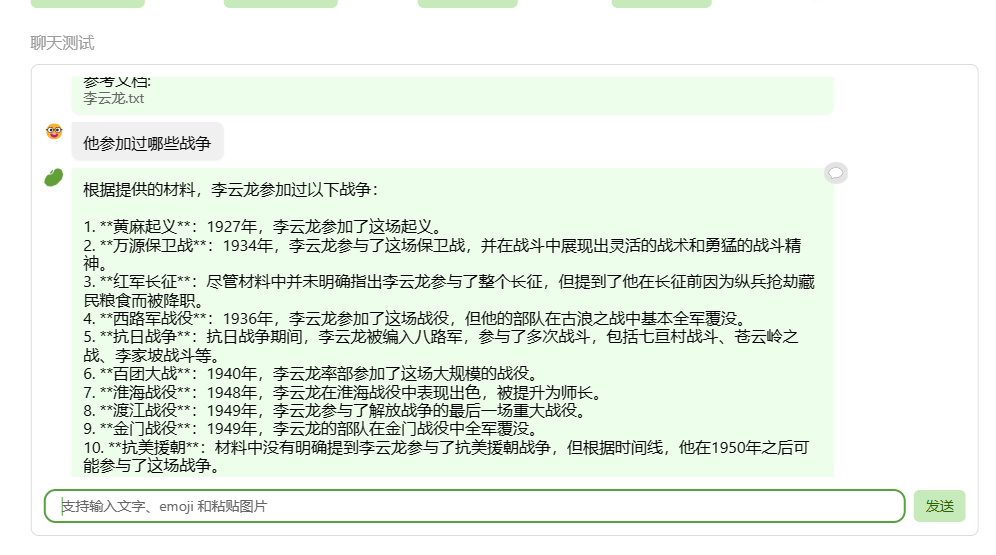 聊天测试
参考文档:
李云龙.txt
他参加过哪些战争
根据提供的材料，李云龙参加过以下战争：
1. **黄麻起义**：1927年，李云龙参加了这场起义。
2. **万源保卫战**：1934年，李云龙参与了这场保卫战，并在战斗中展现出灵活的战术和勇猛的战斗精
神。
3. **红军长征**：尽管材料中并未明确指出李云龙参与了整个长征，但提到了他在长征前因为纵兵抢劫藏
民粮食而被降职。
4. **西路军战役**：1936年，李云龙参加了这场战役，但他的部队在古浪之战中基本全军覆没。
5. **抗日战争**：抗日战争期间，李云龙被编入八路军，参与了多次战斗，包括七亘村战斗、苍云岭之
战、李家坡战斗等。
6. **百团大战**：1940年，李云龙率部参加了这场大规模的战役。
7. **淮海战役**：1948年，李云龙在淮海战役中表现出色，被提升为师长。
8. **渡江战役**：1949年，李云龙参与了解放战争的最后一场重大战役。
9. **金门战役**：1949年，李云龙的部队在金门战役中全军覆没。
10. **抗美援朝**：材料中没有明确提到李云龙参与了抗美援朝战争，但根据时间线，他在1950年之后可
能参与了这场战争。
支持输入文字、emoji 和粘贴图片
发送